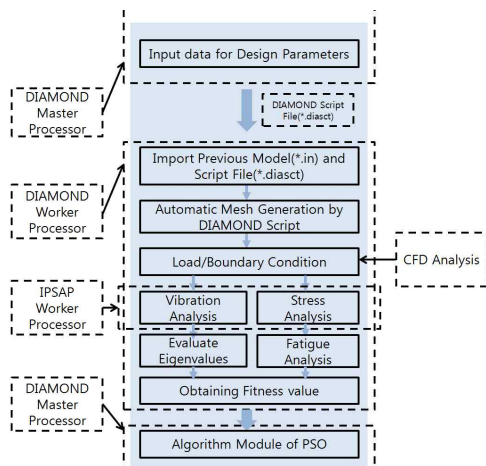 Input data for Design Parameters
DIAMOND
Master
Processor
DIAMOND Script
File(*.diasct)
Import Previous Model(*.in) and
Script File(*.diasct)
DIAMOND
Worker
Processor
Automatic Mesh Generation by
DIAMOND Script
Load/Boundary Condition
CFD Analysis
IPSAP
Worker
Processor
Vibration
Analysis
Stress
Analysis
Evaluate
Eigenvalues
Fatigue
Analysis
Obtaining Fitness value
DIAMOND
Master
Processor
Algorithm Module of PSO